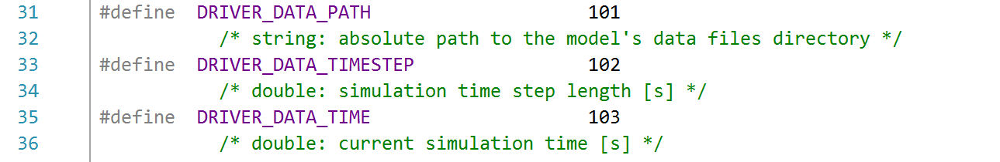 31 #define DRIVER_DATA_PATH 101
32 /* string: absolute path to the model's data files directory */
33 #define DRIVER_DATA_TIMESTEP 102
34 /* double: simulation time step length [s] */
35 #define DRIVER_DATA_TIME 103
36 /* double: current simulation time [s] */